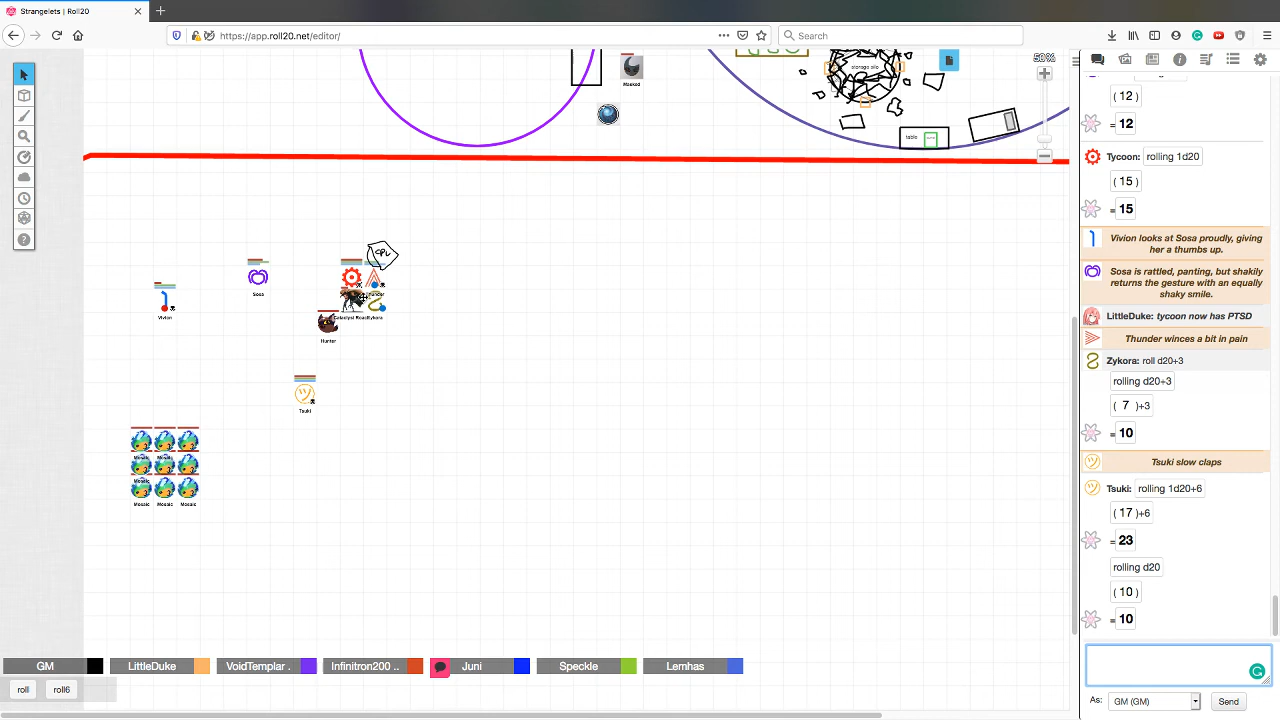 Strangelets | Roll20
https://app.roll20.net/editor/
Search
50%
storage silo
table
Masked
CPU
Sosa
Vivion
Hunter
Tsuki
Mosaic Mosaic
Mosaic
Mosaic Mosaic Mosaic
( 12 )
= 12
Tycoon: rolling 1d20
( 15 )
= 15
Vivion looks at Sosa proudly, giving
her a thumbs up.
Sosa is rattled, panting, but shakily
returns the gesture with an equally
shaky smile.
LittleDuke: tycoon now has PTSD
Thunder winces a bit in pain
Zykora: roll d20+3
rolling d20+3
( 7 )+3
= 10
Tsuki slow claps
Tsuki: rolling 1d20+6
( 17 )+6
= 23
rolling d20
( 10 )
= 10
GM LittleDuke VoidTemplar . Infinitron200 .. Juni Speckle Lemhas
roll roll6
As: GM (GM) Send